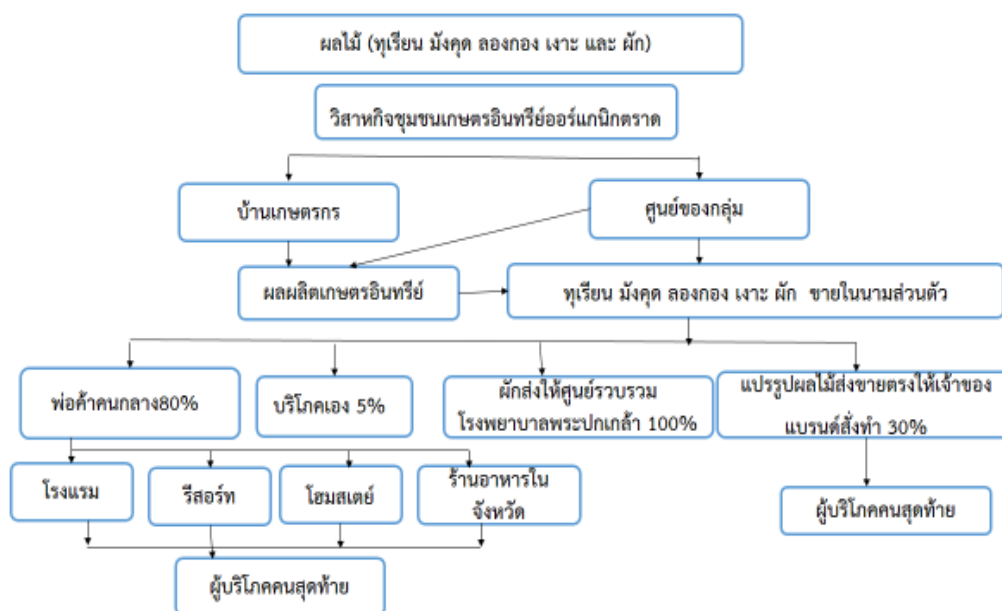 ผลไม้ (ทุเรียน มังคุด ลองกอง เงาะ และ ผัก)
วิสาหกิจชุมชนเกษตรอินทรีย์ออร์แกนิกตราด
บ้านเกษตรกร
ศูนย์ของกลุ่ม
ผลผลิตเกษตรอินทรีย์
ทุเรียน มังคุด ลองกอง เงาะ ผัก ขายในนามส่วนตัว
พ่อค้าคนกลาง80%
บริโภคเอง 5%
ผักส่งให้ศูนย์รวบรวม
โรงพยาบาลพระปกเกล้า 100%
แปรรูปผลไม้ส่งขายตรงให้เจ้าของ
แบรนด์สั่งทำ 30%
โรงแรม
รีสอร์ท
โฮมสเตย์
ร้านอาหารใน
จังหวัด
ผู้บริโภคคนสุดท้าย
ผู้บริโภคคนสุดท้าย